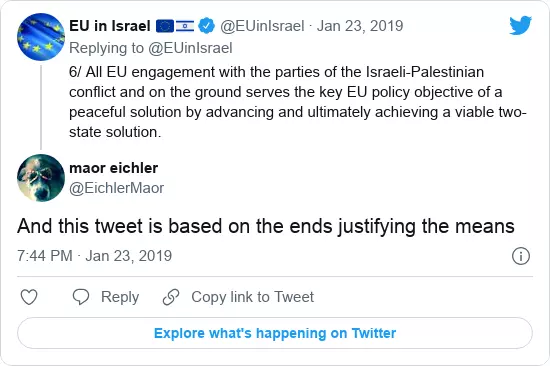 EU in Israel 🇪🇺🇮🇱 @EUinIsrael · Jan 23, 2019
Replying to @EUinIsrael
6/ All EU engagement with the parties of the Israeli-Palestinian
conflict and on the ground serves the key EU policy objective of a
peaceful solution by advancing and ultimately achieving a viable two-
state solution.
maor eichler
@EichlerMaor
And this tweet is based on the ends justifying the means
7:44 PM · Jan 23, 2019
Reply Copy link to Tweet
Explore what's happening on Twitter